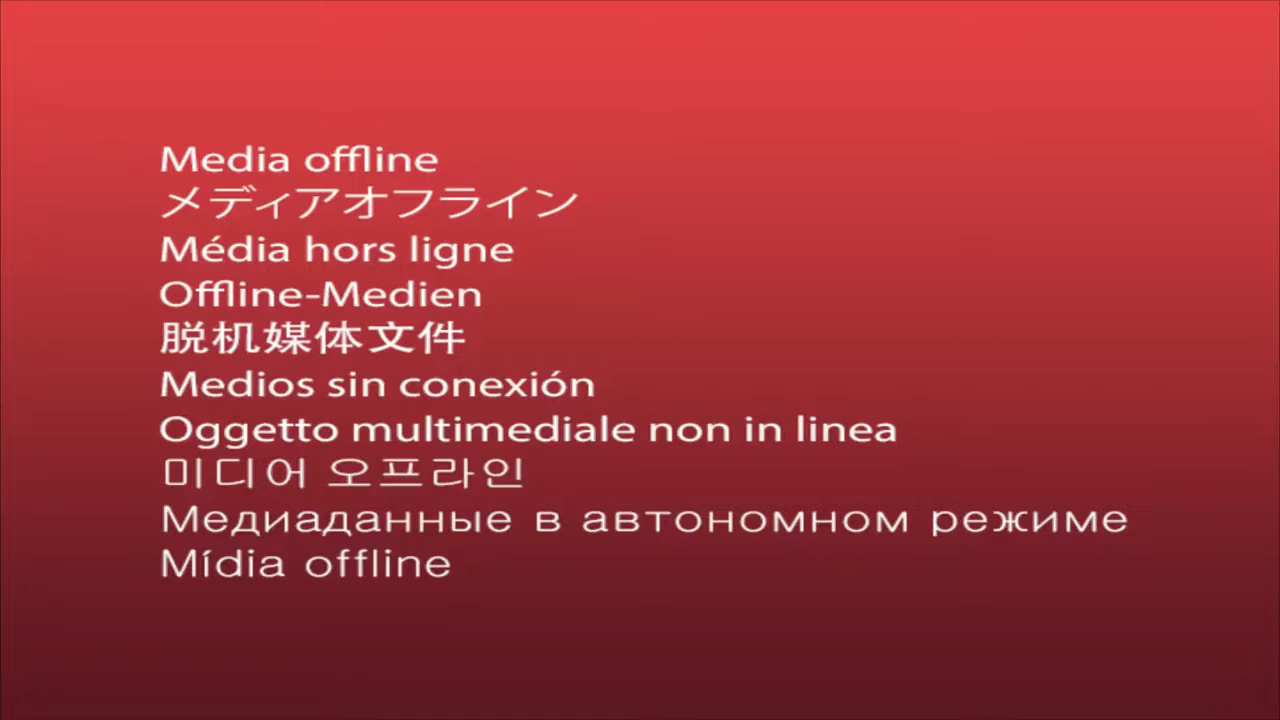 Media offline
メディアオフライン
Média hors ligne
Offline-Medien
脱机媒体文件
Medios sin conexión
Oggetto multimediale non in linea
미디어 오프라인
Медиаданные в автономном режиме
Mídia offline